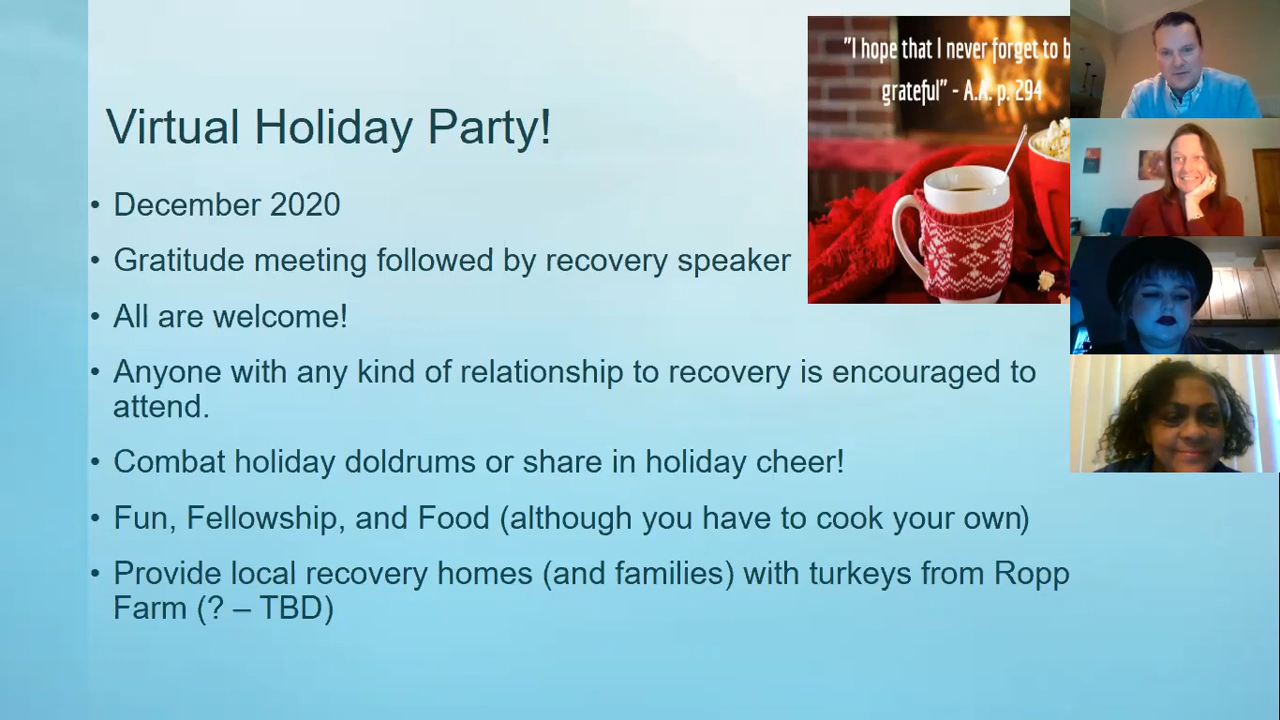 "I hope that I never forget to b
grateful" - A.A. p. 294
Virtual Holiday Party!
• December 2020
• Gratitude meeting followed by recovery speaker
• All are welcome!
• Anyone with any kind of relationship to recovery is encouraged to
attend.
• Combat holiday doldrums or share in holiday cheer!
• Fun, Fellowship, and Food (although you have to cook your own)
• Provide local recovery homes (and families) with turkeys from Ropp
Farm (? – TBD)